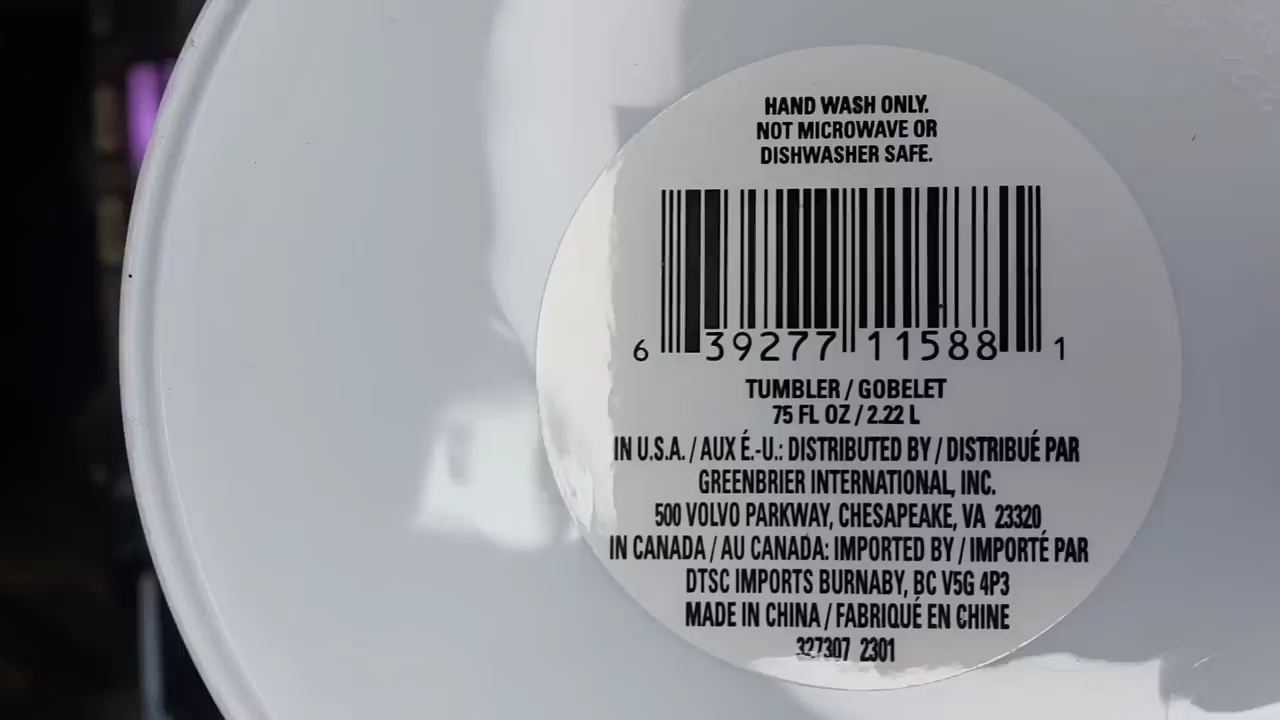 HAND WASH ONLY.
NOT MICROWAVE OR
DISHWASHER SAFE.
6 39277 11588 1
TUMBLER / GOBELET
75 FL OZ / 2.22 L
IN U.S.A. / AUX É.-U.: DISTRIBUTED BY / DISTRIBUÉ PAR
GREENBRIER INTERNATIONAL, INC.
500 VOLVO PARKWAY, CHESAPEAKE, VA 23320
IN CANADA / AU CANADA: IMPORTED BY / IMPORTÉ PAR
DTSC IMPORTS BURNABY, BC V5G 4P3
MADE IN CHINA / FABRIQUÉ EN CHINE
327307 2301